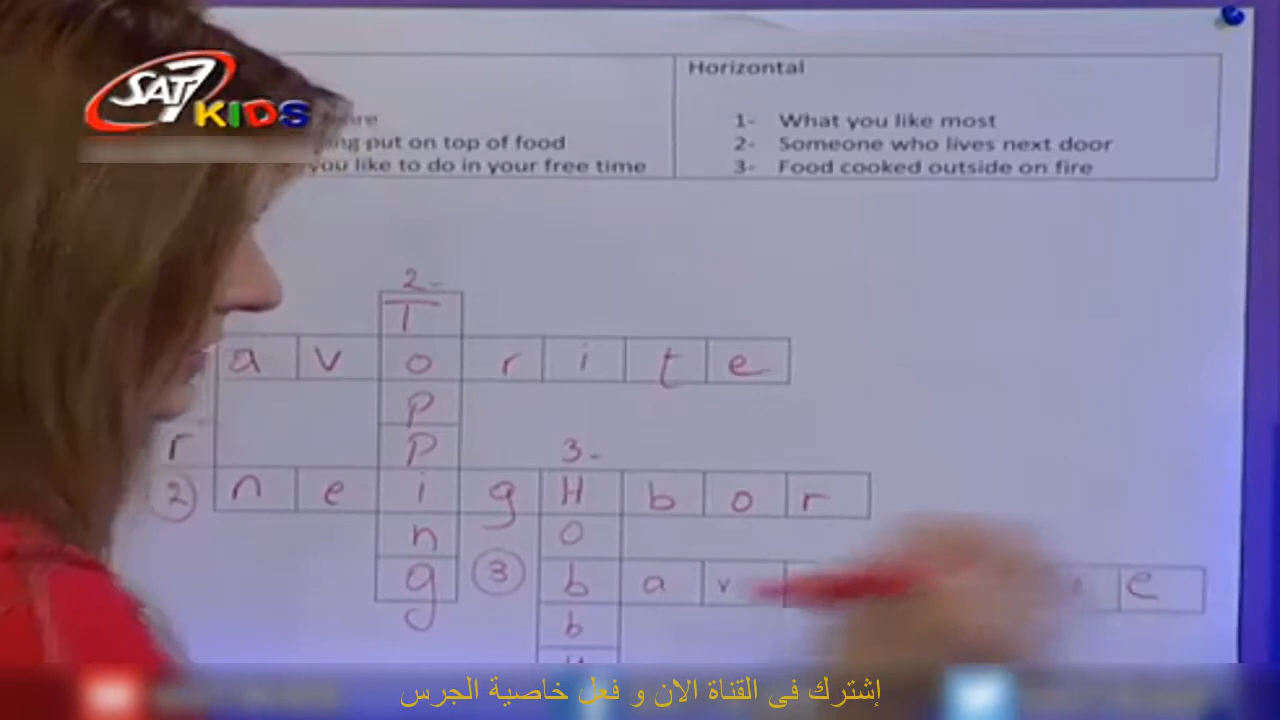 SAT7
KIDS
Horizontal
1- What you like most
put on top of food
2- Someone who lives next door
you like to do in your free time
3- Food cooked outside on fire
2-
T
a v o r i t e
P
r P 3-
2 n e i g H b o r
n O
g 3 b a e
b
إشترك فى القناة الان و فعل خاصية الجرس